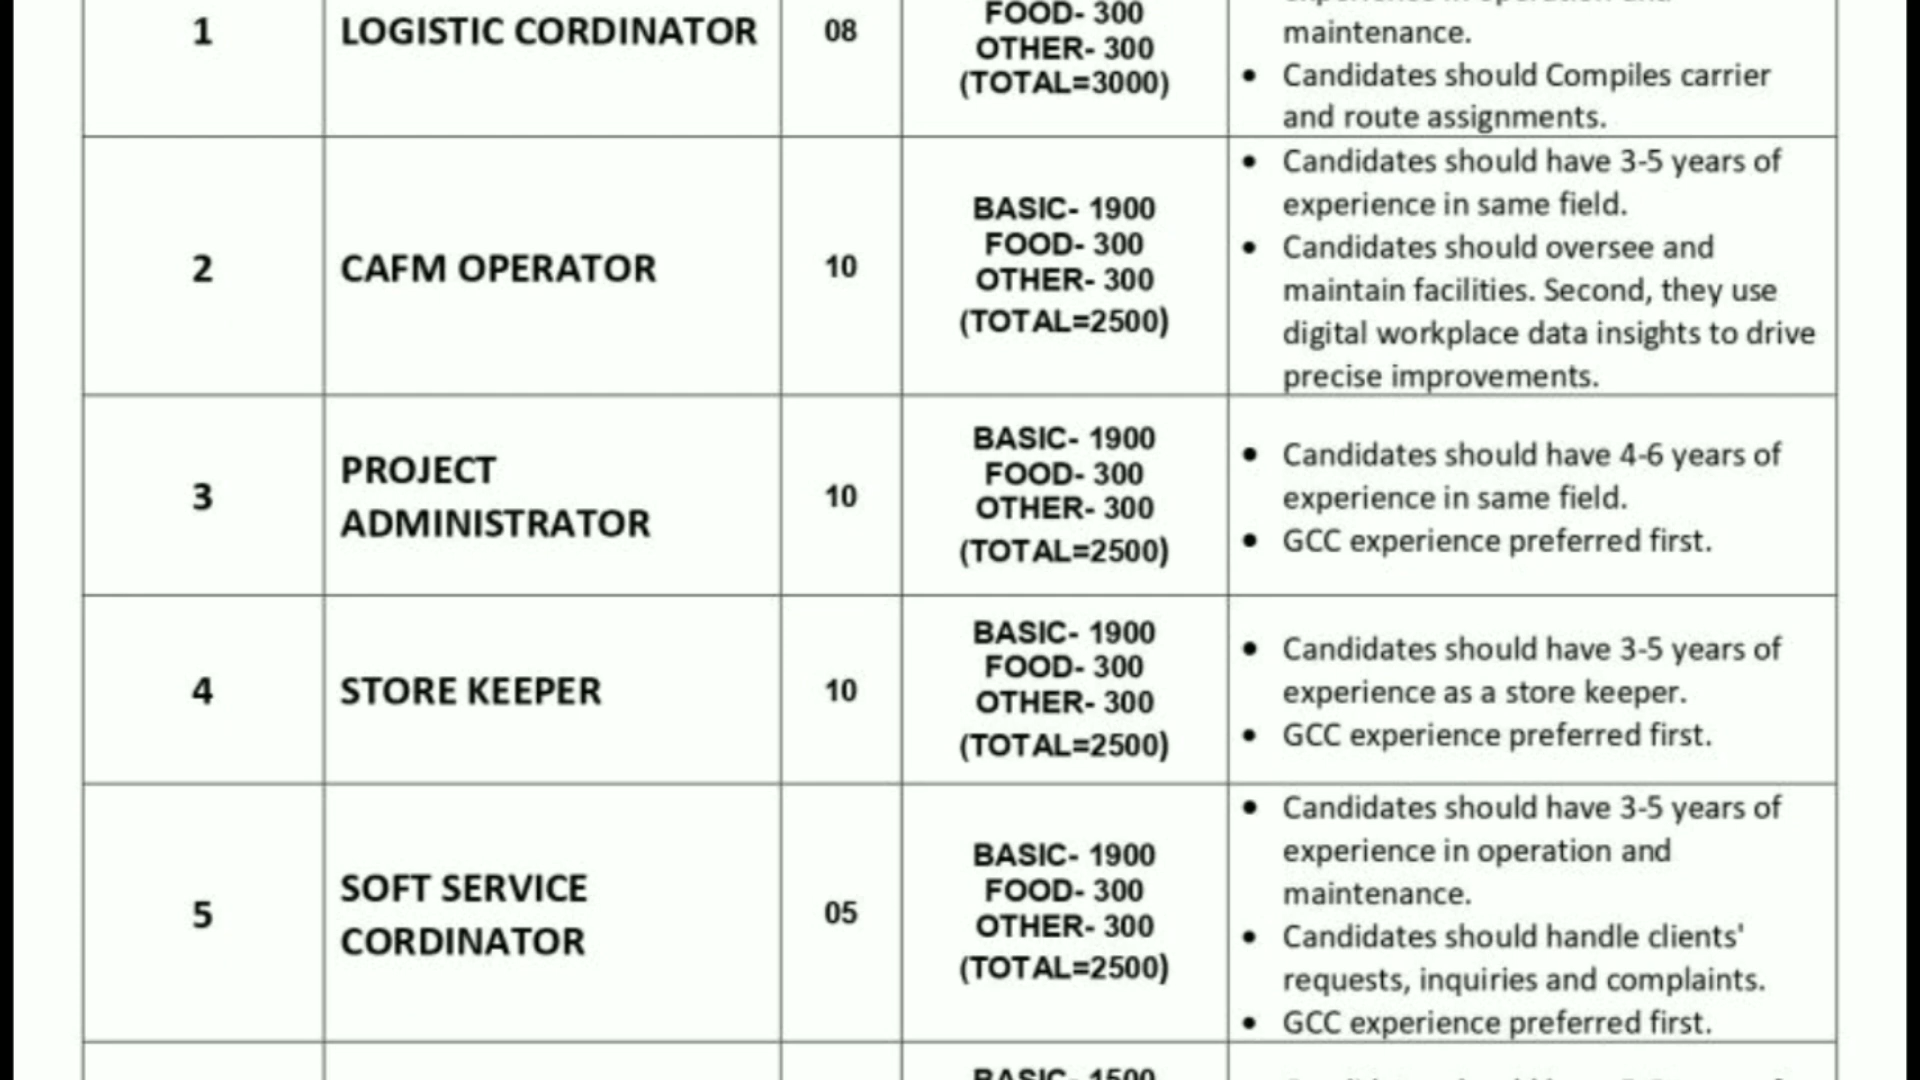 maintenance.
1
LOGISTIC CORDINATOR
08
FOOD- 300
OTHER- 300
(TOTAL=3000)
• Candidates should Compiles carrier
and route assignments.
2
CAFM OPERATOR
10
BASIC- 1900
FOOD- 300
OTHER- 300
(TOTAL=2500)
• Candidates should have 3-5 years of
experience in same field.
• Candidates should oversee and
maintain facilities. Second, they use
digital workplace data insights to drive
precise improvements.
3
PROJECT
ADMINISTRATOR
10
BASIC- 1900
FOOD- 300
OTHER- 300
(TOTAL=2500)
• Candidates should have 4-6 years of
experience in same field.
• GCC experience preferred first.
4
STORE KEEPER
10
BASIC- 1900
FOOD- 300
OTHER- 300
(TOTAL=2500)
• Candidates should have 3-5 years of
experience as a store keeper.
• GCC experience preferred first.
5
SOFT SERVICE
CORDINATOR
05
BASIC- 1900
FOOD- 300
OTHER- 300
(TOTAL=2500)
• Candidates should have 3-5 years of
experience in operation and
maintenance.
• Candidates should handle clients'
requests, inquiries and complaints.
• GCC experience preferred first.
BASIC- 1500